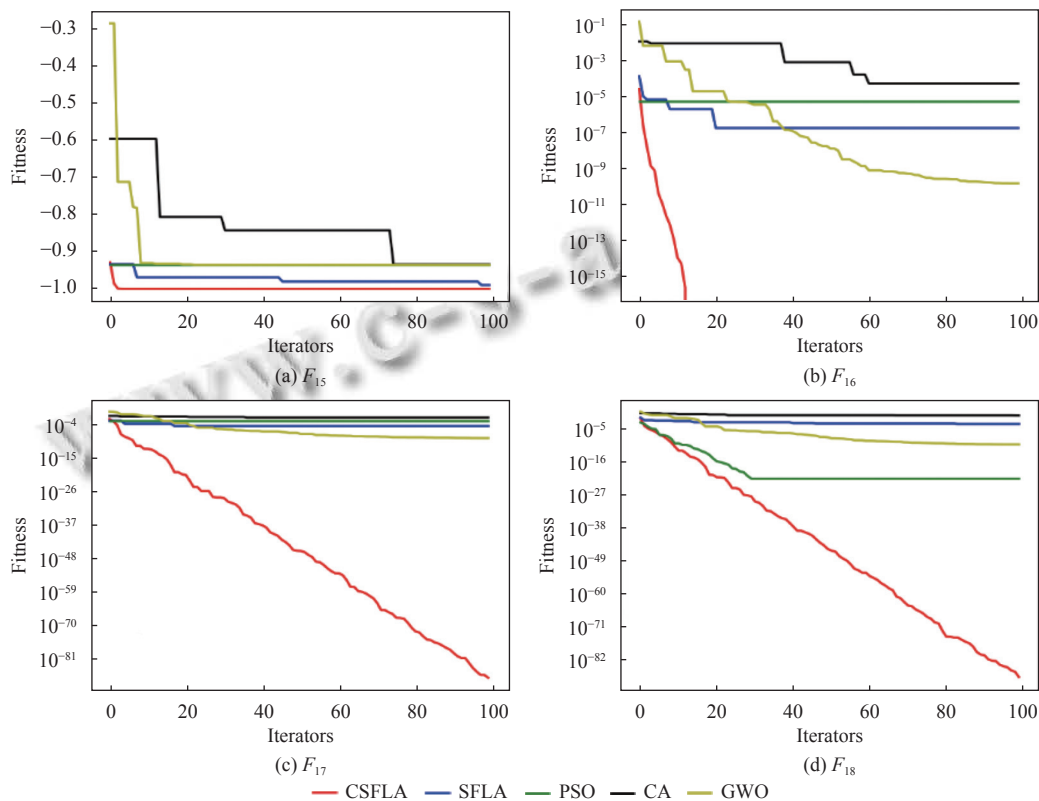 −0.3
−0.4
−0.5
−0.6
−0.7
−0.8
−0.9
−1.0
Fitness
0 20 40 60 80 100
Iterators
(a) F₁₅
10⁻¹
10⁻³
10⁻⁵
10⁻⁷
10⁻⁹
10⁻¹¹
10⁻¹³
10⁻¹⁵
Fitness
0 20 40 60 80 100
Iterators
(b) F₁₆
10⁻⁴
10⁻¹⁵
10⁻²⁶
10⁻³⁷
10⁻⁴⁸
10⁻⁵⁹
10⁻⁷⁰
10⁻⁸¹
Fitness
0 20 40 60 80 100
Iterators
(c) F₁₇
10⁻⁵
10⁻¹⁶
10⁻²⁷
10⁻³⁸
10⁻⁴⁹
10⁻⁶⁰
10⁻⁷¹
10⁻⁸²
Fitness
0 20 40 60 80 100
Iterators
(d) F₁₈
CSFLA SFLA PSO CA GWO
www.c-s-a